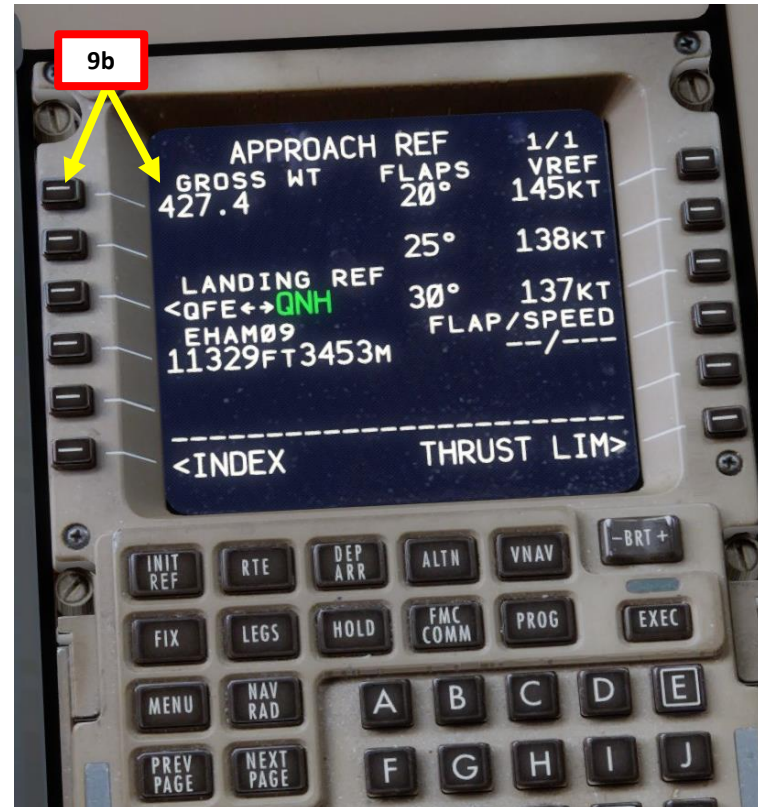 9b
APPROACH REF 1/1
GROSS WT FLAPS VREF
427.4 20° 145KT
25° 138KT
LANDING REF
<QFE↔QNH 30° 137KT
EHAM09 FLAP/SPEED
11329FT3453M --/---
--------------------
<INDEX THRUST LIM>
-BRT+
INIT REF RTE DEP ARR ALTN VNAV
FIX LEGS HOLD FMC COMM PROG EXEC
MENU NAV RAD A B C D E
PREV PAGE NEXT PAGE F G H I J